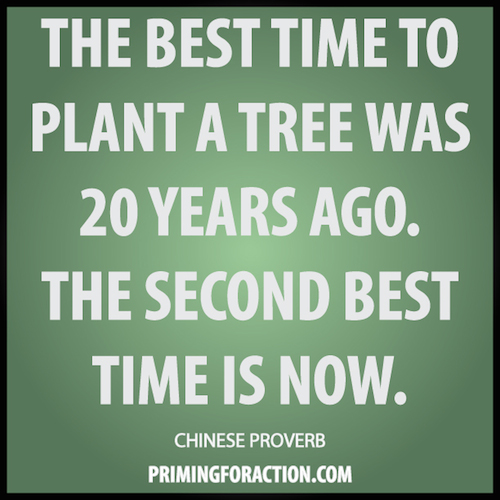 THE BEST TIME TO
PLANT A TREE WAS
20 YEARS AGO.
THE SECOND BEST
TIME IS NOW.
CHINESE PROVERB
PRIMINGFORACTION.COM